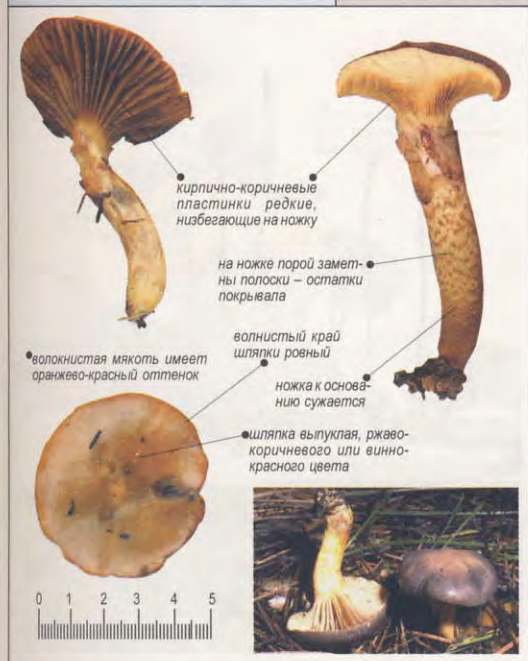 кирпично-коричневые
пластинки редкие,
низбегающие на ножку
на ножке порой замет-
ны полоски – остатки
покрывала
волнистый край
шляпки ровный
волокнистая мякоть имеет
оранжево-красный оттенок
ножка к основа-
нию сужается
шляпка выпуклая, ржаво-
коричневого или винно-
красного цвета
0 1 2 3 4 5